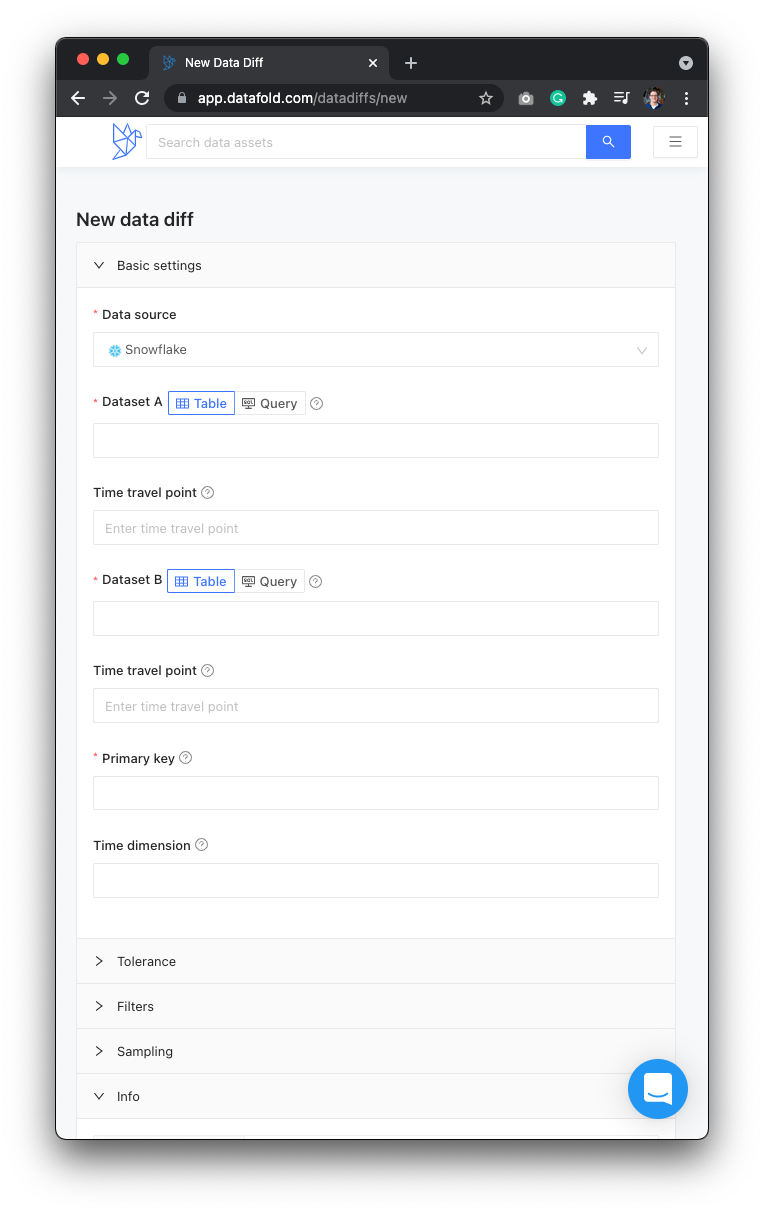 New Data Diff
app.datafold.com/datadiffs/new
Search data assets
New data diff
Basic settings
* Data source
Snowflake
* Dataset A Table SQL Query
Time travel point
Enter time travel point
* Dataset B Table SQL Query
Time travel point
Enter time travel point
* Primary key
Time dimension
Tolerance
Filters
Sampling
Info